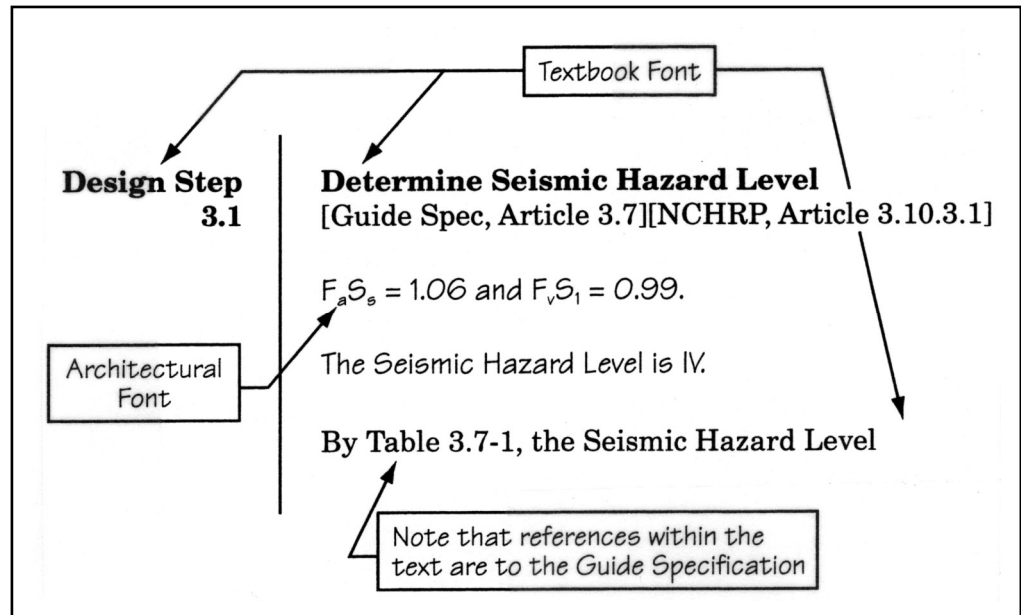 Textbook Font
Design Step
3.1
Determine Seismic Hazard Level
[Guide Spec, Article 3.7][NCHRP, Article 3.10.3.1]
FₐSₛ = 1.06 and FᵥS₁ = 0.99.
Architectural
Font
The Seismic Hazard Level is IV.
By Table 3.7-1, the Seismic Hazard Level
Note that references within the
text are to the Guide Specification